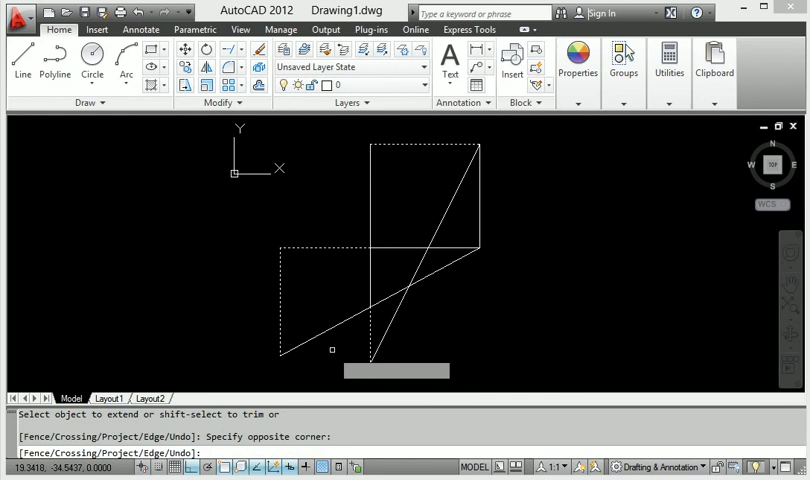 AutoCAD 2012 Drawing1.dwg
Type a keyword or phrase
Sign In
Home Insert Annotate Parametric View Manage Output Plug-ins Online Express Tools
Line Polyline Circle Arc
Unsaved Layer State
0
Text
Insert
Properties Groups Utilities Clipboard
Draw Modify Layers Annotation Block
Y
X
N
W TOP E
S
WCS
Model Layout1 Layout2
Select object to extend or shift-select to trim or
[Fence/Crossing/Project/Edge/Undo]: Specify opposite corner:
[Fence/Crossing/Project/Edge/Undo]:
19.3418, -34.5437, 0.0000
MODEL
1:1
Drafting & Annotation